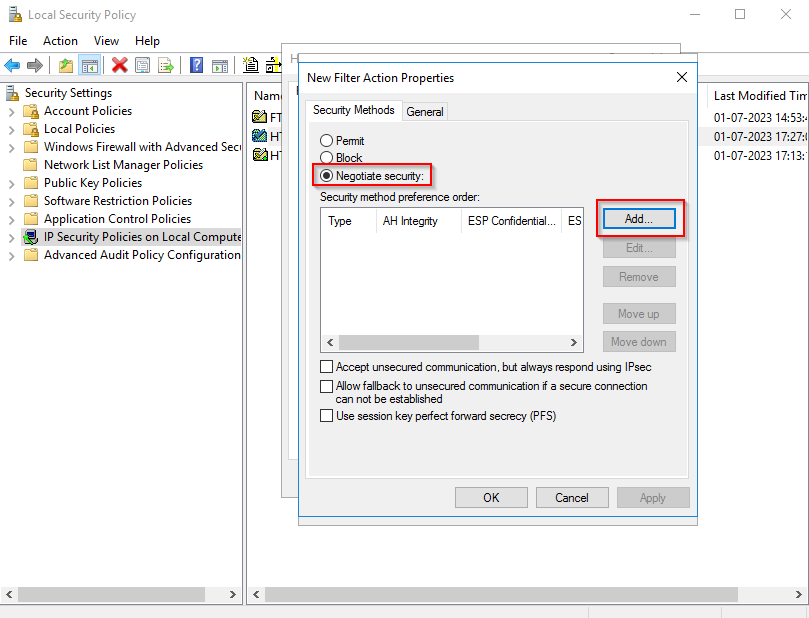 Local Security Policy
File Action View Help
Security Settings
Account Policies
Local Policies
Windows Firewall with Advanced Secu
Network List Manager Policies
Public Key Policies
Software Restriction Policies
Application Control Policies
IP Security Policies on Local Compute
Advanced Audit Policy Configuration
Name
FT
HT
HT
Last Modified Tim
01-07-2023 14:53:4
01-07-2023 17:27:0
01-07-2023 17:13:1
New Filter Action Properties
Security Methods General
Permit
Block
Negotiate security:
Security method preference order:
Type AH Integrity ESP Confidential... ES
Add...
Edit...
Remove
Move up
Move down
Accept unsecured communication, but always respond using IPsec
Allow fallback to unsecured communication if a secure connection
can not be established
Use session key perfect forward secrecy (PFS)
OK Cancel Apply